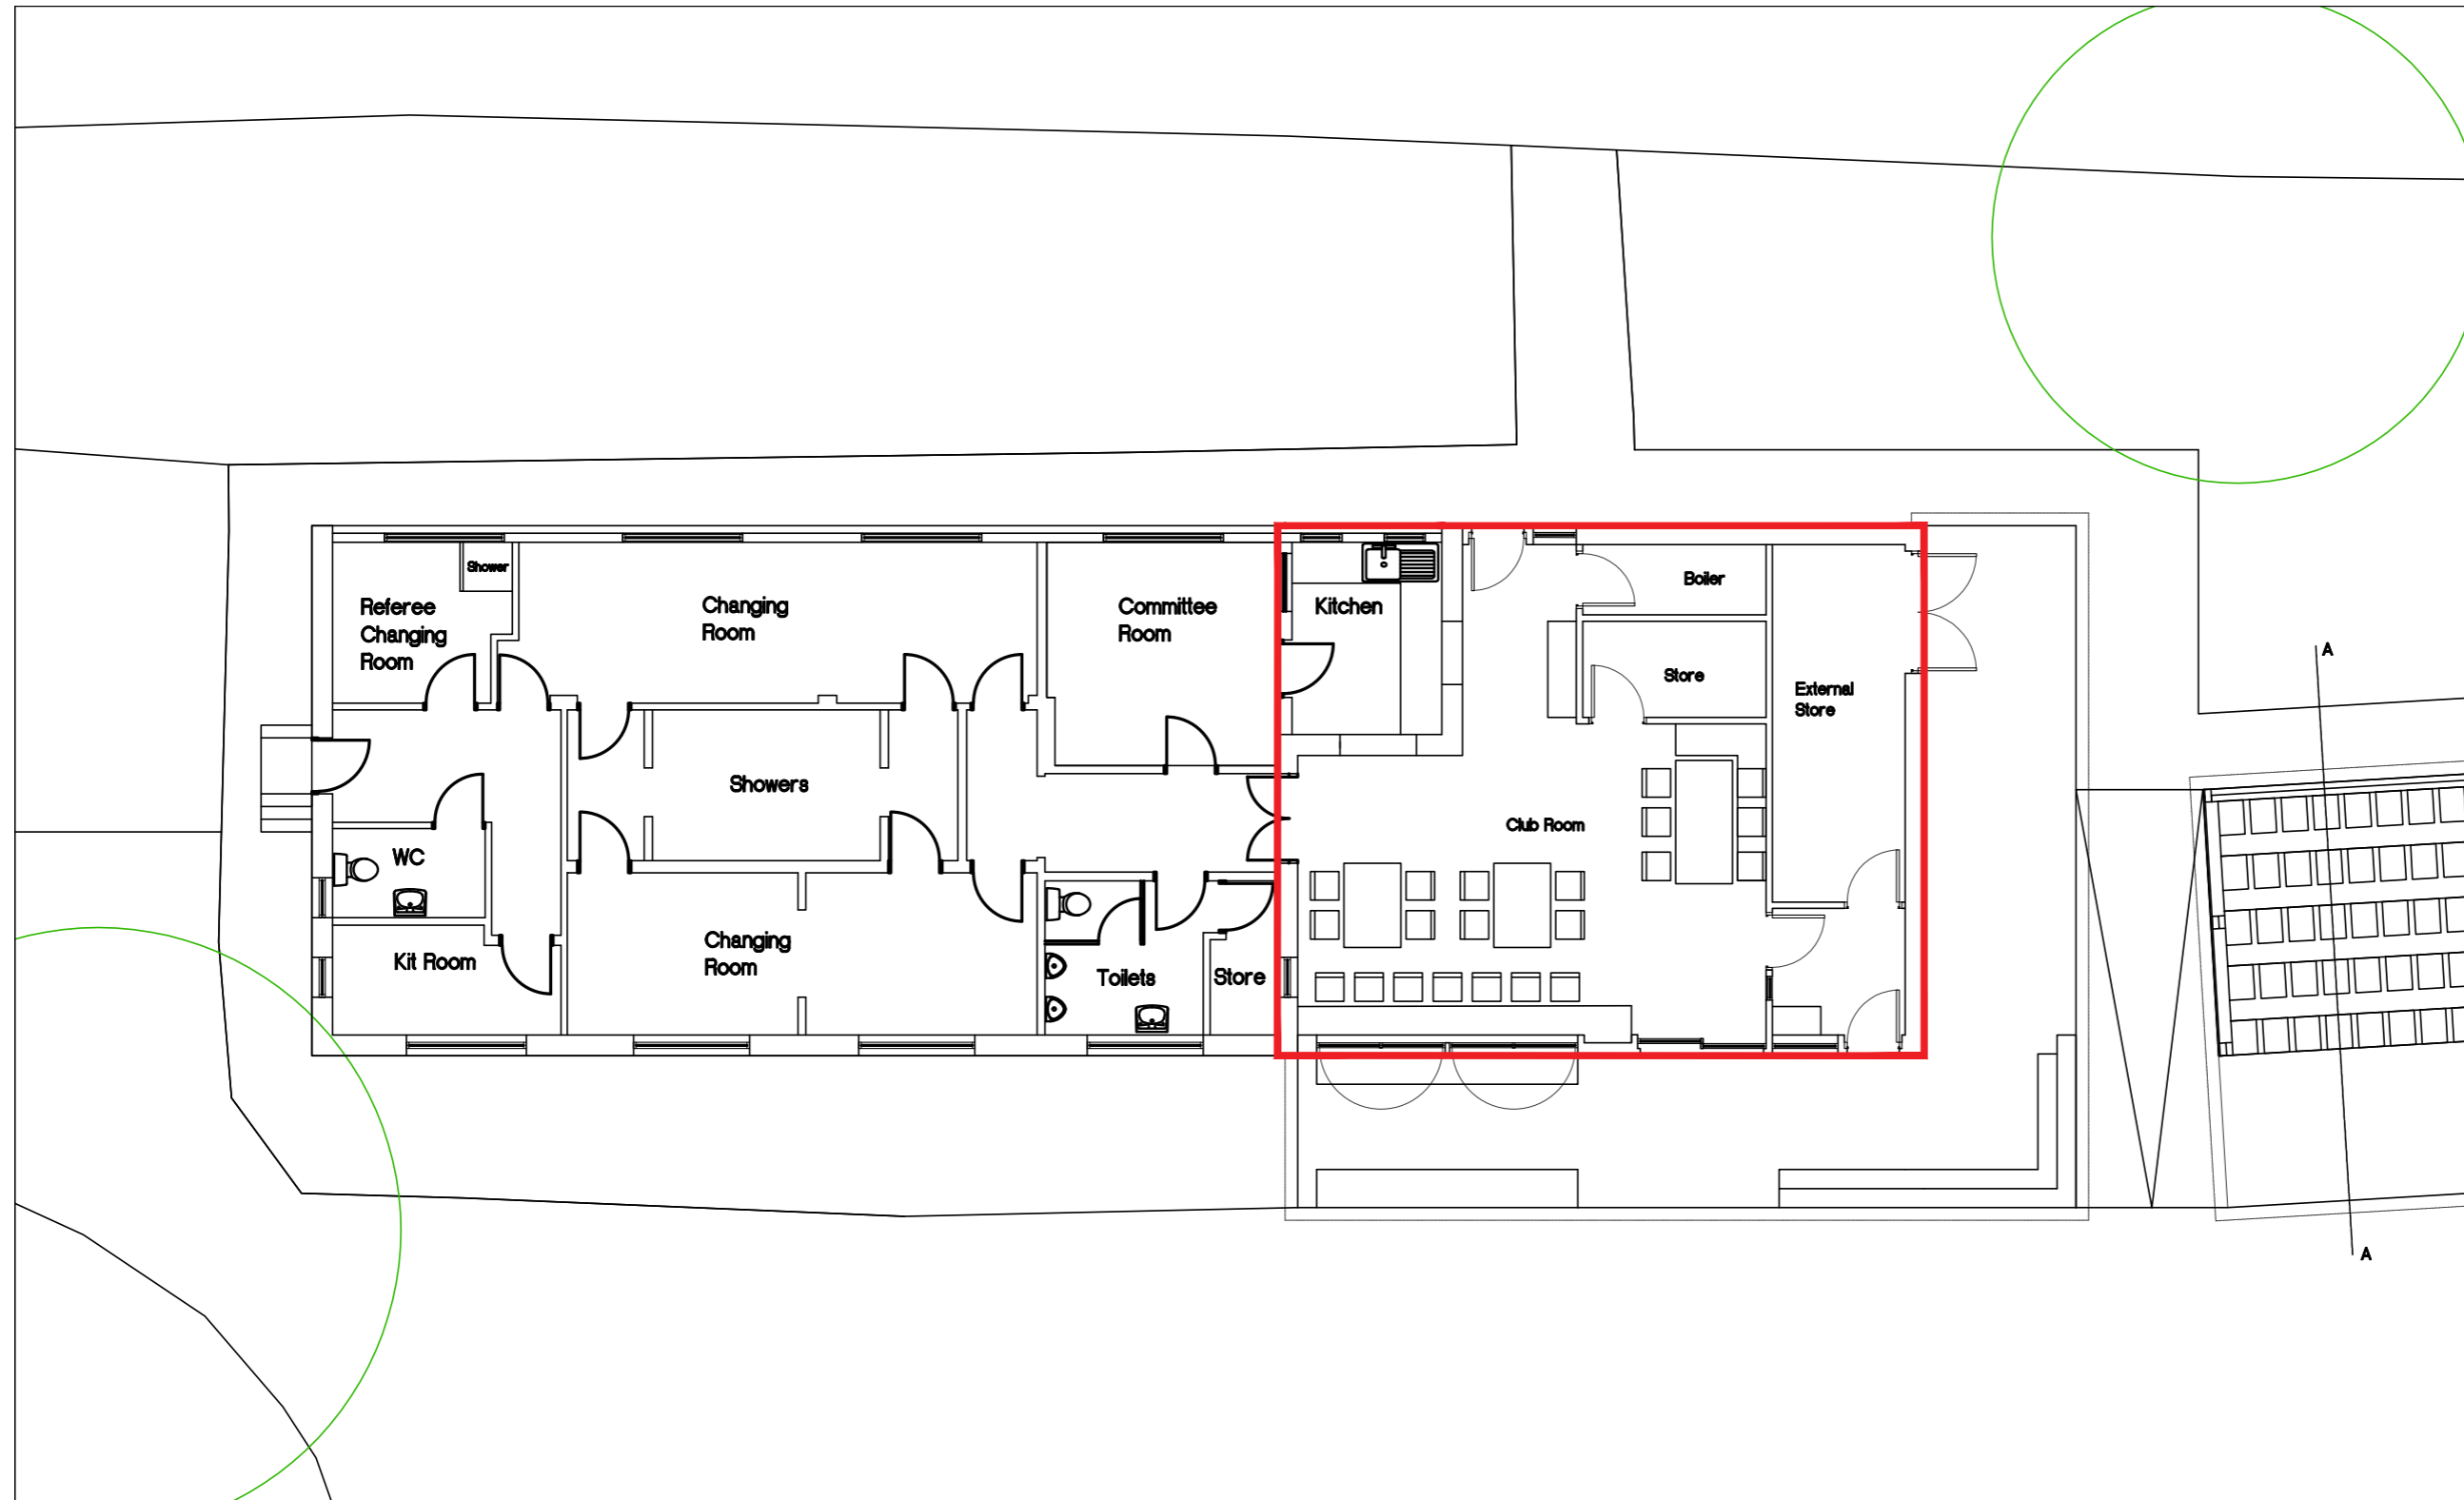 Shower
Referee
Changing
Room
Changing
Room
Committee
Room
Kitchen
Boiler
Store
External
Store
A
Showers
Club Room
WC
Kit Room
Changing
Room
Toilets
Store
A